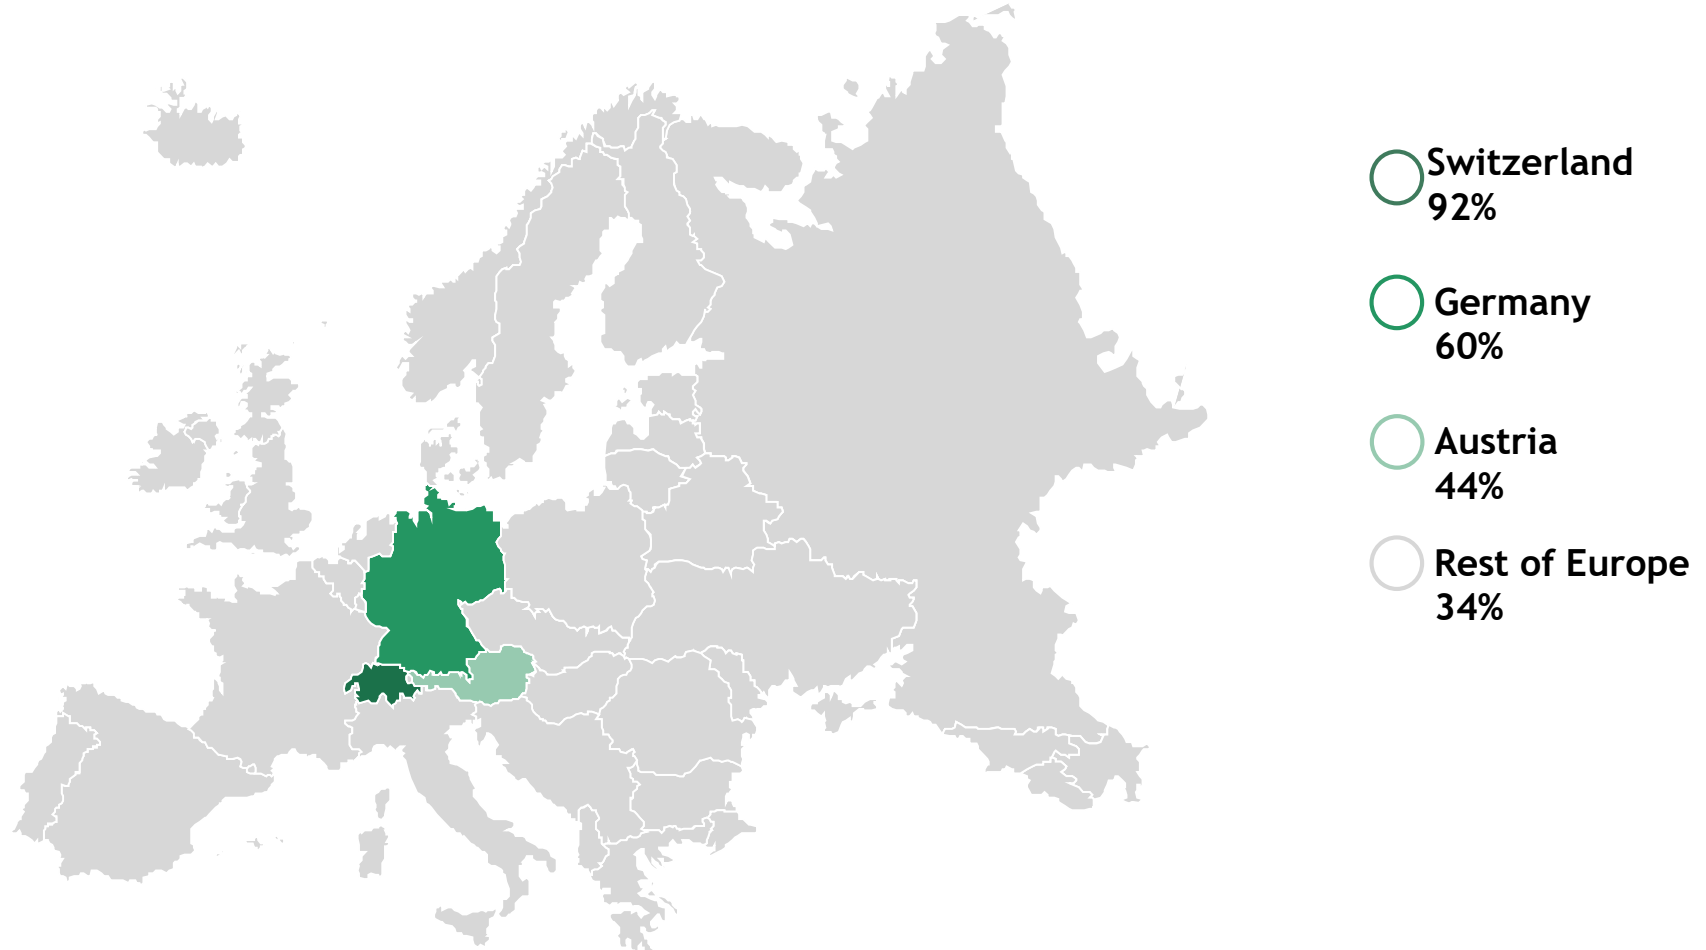 Switzerland
92%
Germany
60%
Austria
44%
Rest of Europe
34%